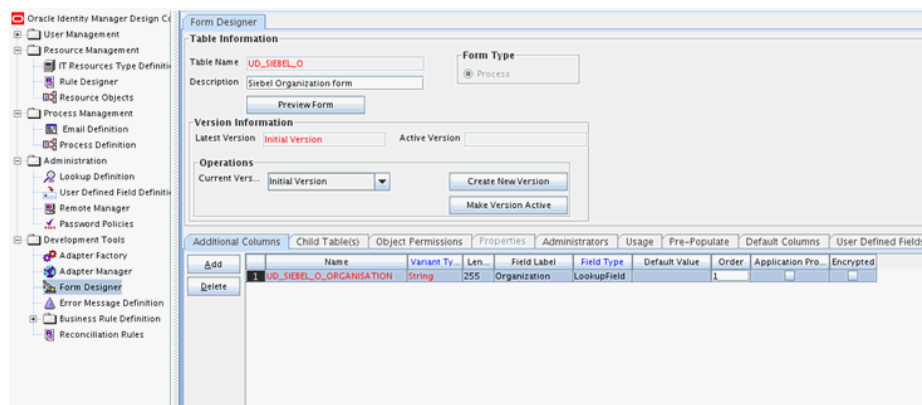 Oracle Identity Manager Design C
User Management
Resource Management
IT Resources Type Definiti
Rule Designer
Resource Objects
Process Management
Email Definition
Process Definition
Administration
Lookup Definition
User Defined Field Definiti
Remote Manager
Password Policies
Development Tools
Adapter Factory
Adapter Manager
Form Designer
Error Message Definition
Business Rule Definition
Reconciliation Rules
Form Designer
Table Information
Table Name UD_SIEBEL_O
Description Siebel Organization form
Preview Form
Form Type
Process
Version Information
Latest Version Initial Version Active Version
Operations
Current Vers... Initial Version Create New Version
Make Version Active
Additional Columns Child Table(s) Object Permissions Properties Administrators Usage Pre-Populate Default Columns User Defined Fields
Add
Delete
Name Variant Ty... Len... Field Label Field Type Default Value Order Application Pro... Encrypted
1 UD_SIEBEL_O_ORGANISATION String 255 Organization LookupField 1